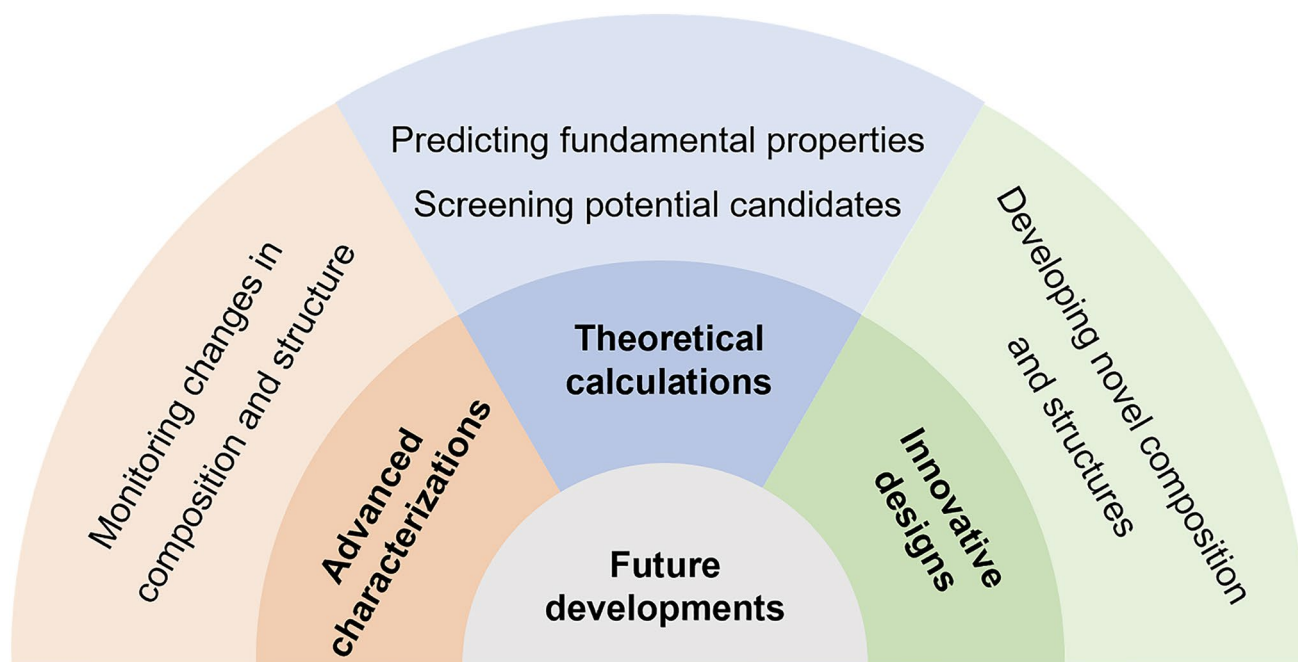 Predicting fundamental properties
Screening potential candidates
Theoretical
calculations
Monitoring changes in
composition and structure
Advanced
characterizations
Developing novel composition
and structures
Innovative
designs
Future
developments